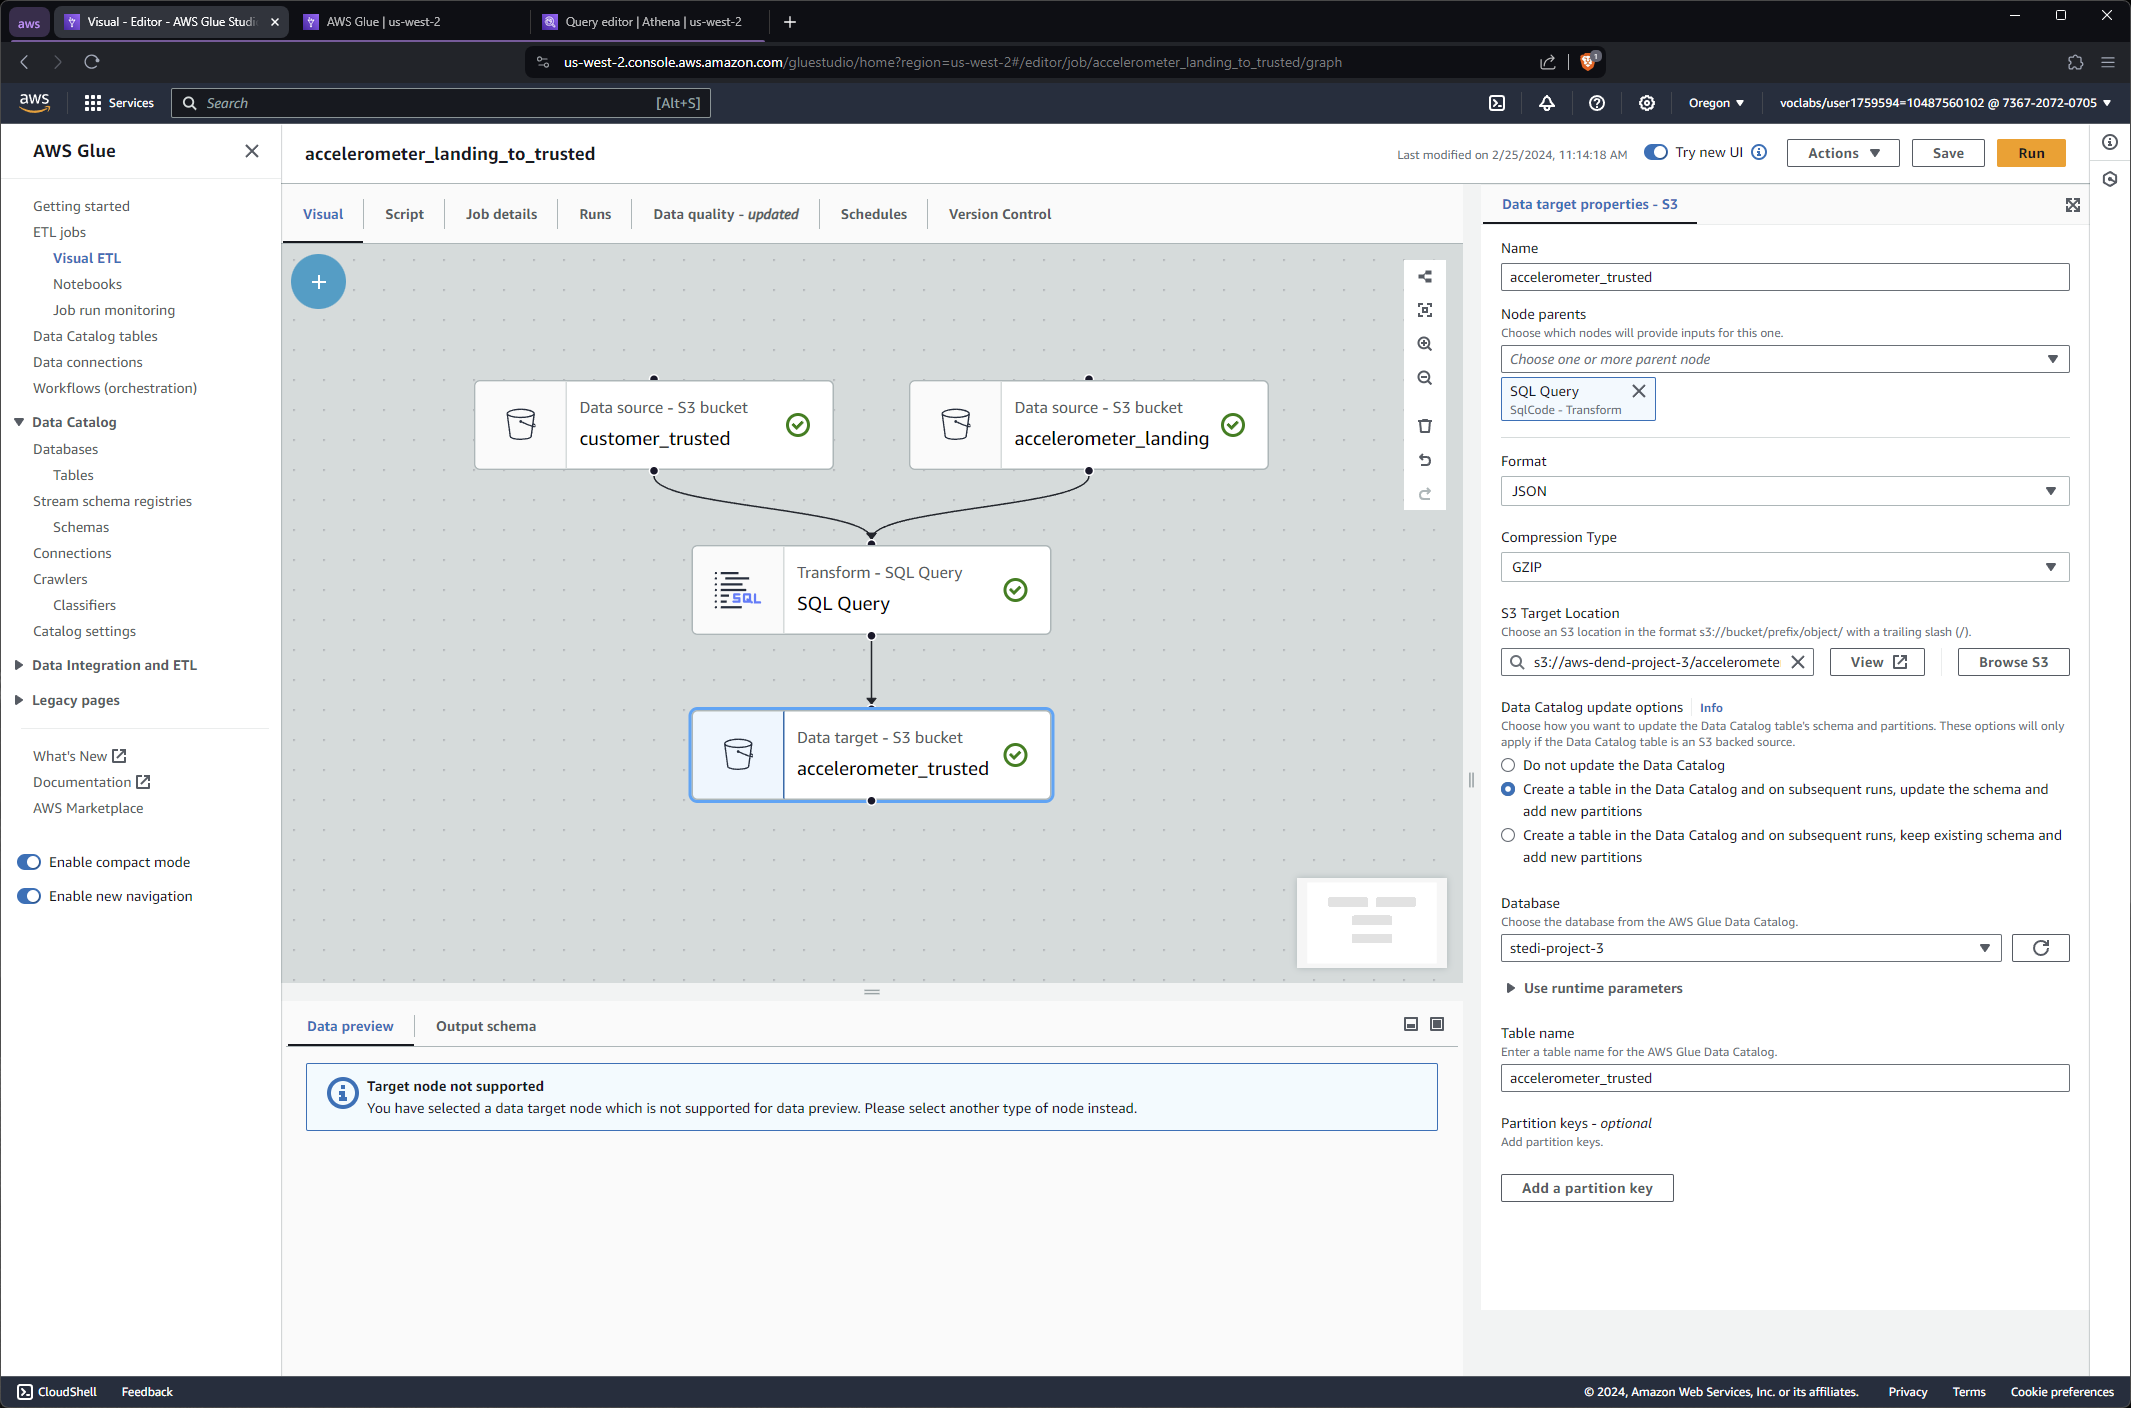 aws
Visual - Editor - AWS Glue Studi
AWS Glue | us-west-2
Query editor | Athena | us-west-2
us-west-2.console.aws.amazon.com/gluestudio/home?region=us-west-2#/editor/job/accelerometer_landing_to_trusted/graph
1
aws
Services
Search
[Alt+S]
Oregon
voclabs/user1759594=10487560102 @ 7367-2072-0705
AWS Glue
Getting started
ETL jobs
Visual ETL
Notebooks
Job run monitoring
Data Catalog tables
Data connections
Workflows (orchestration)
Data Catalog
Databases
Tables
Stream schema registries
Schemas
Connections
Crawlers
Classifiers
Catalog settings
Data Integration and ETL
Legacy pages
What's New
Documentation
AWS Marketplace
Enable compact mode
Enable new navigation
accelerometer_landing_to_trusted
Last modified on 2/25/2024, 11:14:18 AM
Try new UI
Actions
Save
Run
Visual
Script
Job details
Runs
Data quality - updated
Schedules
Version Control
Data source - S3 bucket
customer_trusted
Data source - S3 bucket
accelerometer_landing
Transform - SQL Query
SQL Query
SQL
Data target - S3 bucket
accelerometer_trusted
Data preview
Output schema
Target node not supported
You have selected a data target node which is not supported for data preview. Please select another type of node instead.
Data target properties - S3
Name
accelerometer_trusted
Node parents
Choose which nodes will provide inputs for this one.
Choose one or more parent node
SQL Query
SqlCode - Transform
Format
JSON
Compression Type
GZIP
S3 Target Location
Choose an S3 location in the format s3://bucket/prefix/object/ with a trailing slash (/).
s3://aws-dend-project-3/acceleromete
View
Browse S3
Data Catalog update options
Info
Choose how you want to update the Data Catalog table's schema and partitions. These options will only
apply if the Data Catalog table is an S3 backed source.
Do not update the Data Catalog
Create a table in the Data Catalog and on subsequent runs, update the schema and
add new partitions
Create a table in the Data Catalog and on subsequent runs, keep existing schema and
add new partitions
Database
Choose the database from the AWS Glue Data Catalog.
stedi-project-3
Use runtime parameters
Table name
Enter a table name for the AWS Glue Data Catalog.
accelerometer_trusted
Partition keys - optional
Add partition keys.
Add a partition key
CloudShell
Feedback
© 2024, Amazon Web Services, Inc. or its affiliates.
Privacy
Terms
Cookie preferences